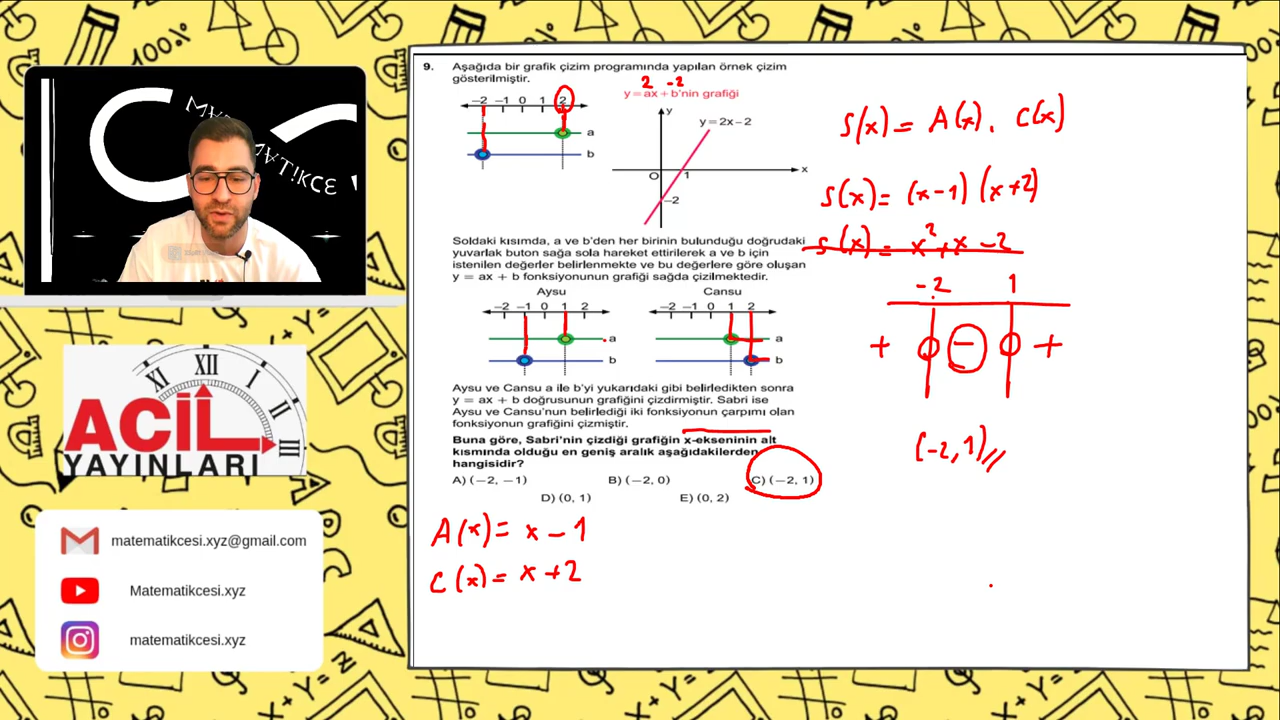 MVT
MVTİKCE
ACİL
YAYINLARI
XI XII I II III
matematikcesi.xyz@gmail.com
Matematikcesi.xyz
matematikcesi.xyz
9. Aşağıda bir grafik çizim programında yapılan örnek çizim
gösterilmiştir.
2 -2
y = ax + b'nin grafiği
−2 −1 0 1 2
a
b
y
y = 2x − 2
x
O 1
−2
Soldaki kısımda, a ve b'den her birinin bulunduğu doğrudaki
yuvarlak buton sağa sola hareket ettirilerek a ve b için
istenilen değerler belirlenmekte ve bu değerlere göre oluşan
y = ax + b fonksiyonunun grafiği sağda çizilmektedir.
Aysu Cansu
−2 −1 0 1 2 −2 −1 0 1 2
a a
b b
Aysu ve Cansu a ile b'yi yukarıdaki gibi belirledikten sonra
y = ax + b doğrusunun grafiğini çizdirmiştir. Sabri ise
Aysu ve Cansu'nun belirlediği iki fonksiyonun çarpımı olan
fonksiyonun grafiğini çizmiştir.
Buna göre, Sabri'nin çizdiği grafiğin x-ekseninin alt
kısmında olduğu en geniş aralık aşağıdakilerden
hangisidir?
A) (−2, −1) B) (−2, 0) C) (−2, 1)
D) (0, 1) E) (0, 2)
A(x) = x − 1
C(x) = x + 2
S(x) = A(x) . C(x)
S(x) = (x−1) (x+2)
S(x) = x² + x − 2
-2 1
+ − +
(−2, 1)